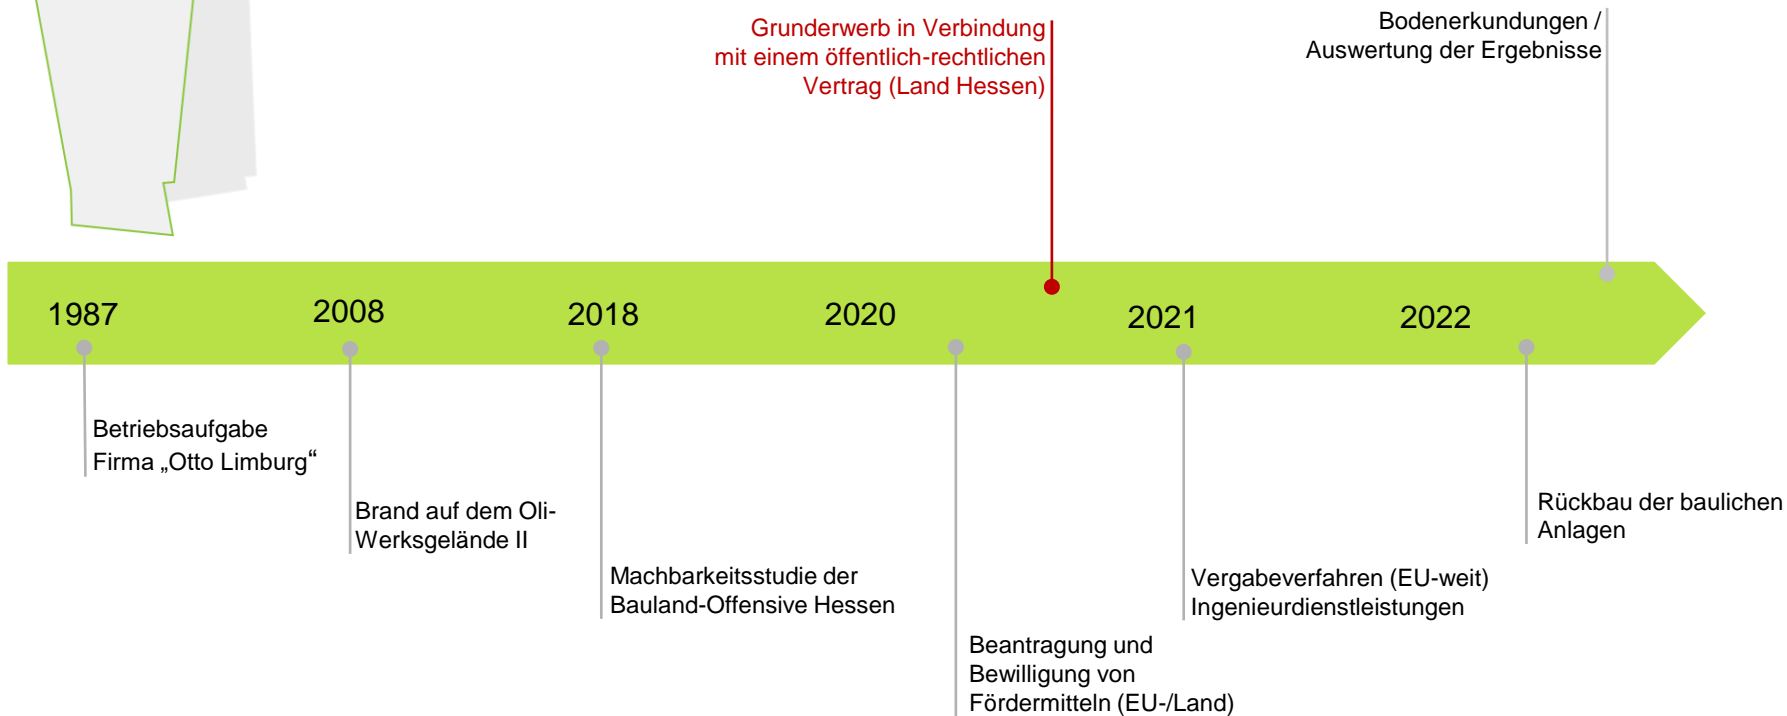 Grunderwerb in Verbindung
mit einem öffentlich-rechtlichen
Vertrag (Land Hessen)
Bodenerkundungen /
Auswertung der Ergebnisse
1987
2008
2018
2020
2021
2022
Betriebsaufgabe
Firma „Otto Limburg“
Brand auf dem Oli-
Werksgelände II
Machbarkeitsstudie der
Bauland-Offensive Hessen
Beantragung und
Bewilligung von
Fördermitteln (EU-/Land)
Vergabeverfahren (EU-weit)
Ingenieurdienstleistungen
Rückbau der baulichen
Anlagen